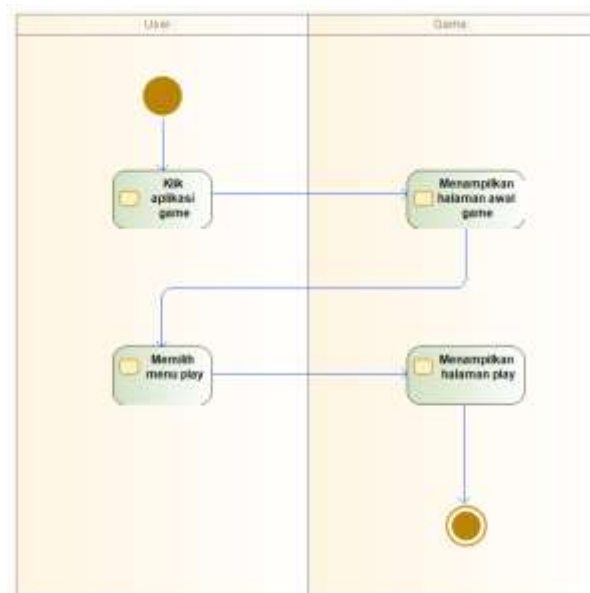 User
Game
Klik
aplikasi
game
Menampilkan
halaman awal
game
Memilih
menu play
Menampilkan
halaman play